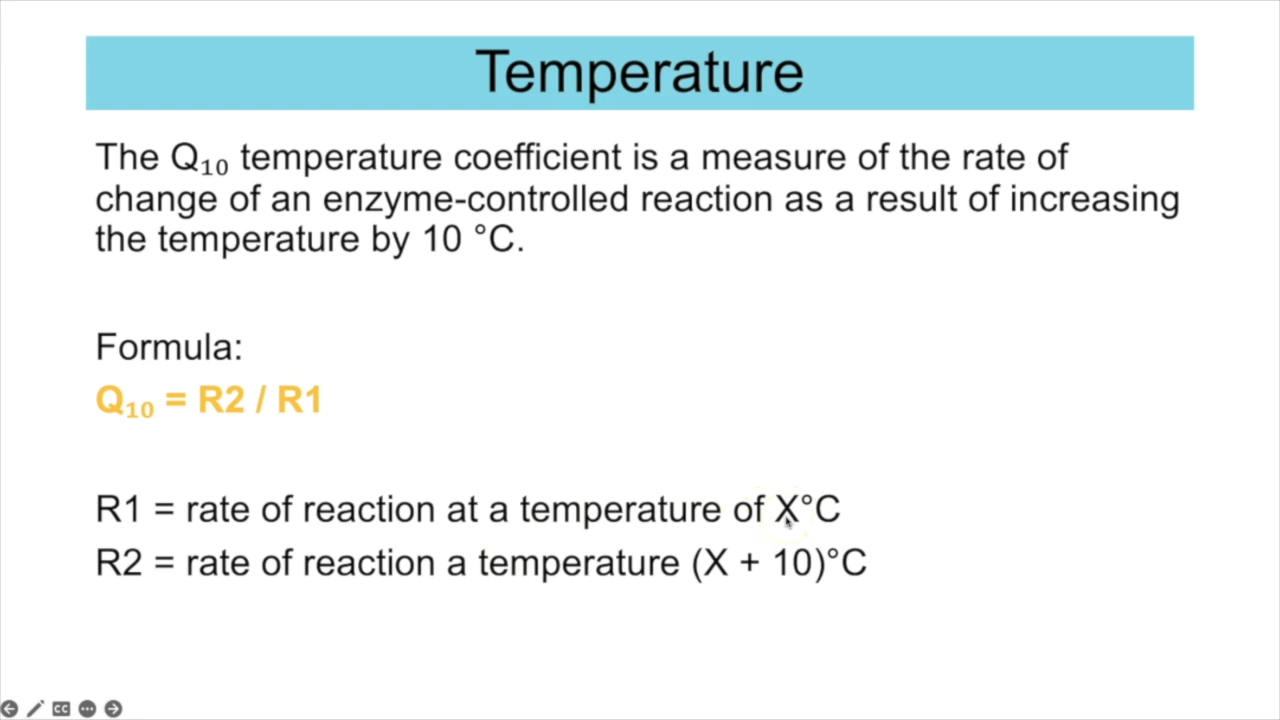 Temperature
The Q₁₀ temperature coefficient is a measure of the rate of
change of an enzyme-controlled reaction as a result of increasing
the temperature by 10 °C.
Formula:
Q₁₀ = R2 / R1
R1 = rate of reaction at a temperature of X°C
R2 = rate of reaction a temperature (X + 10)°C
CC